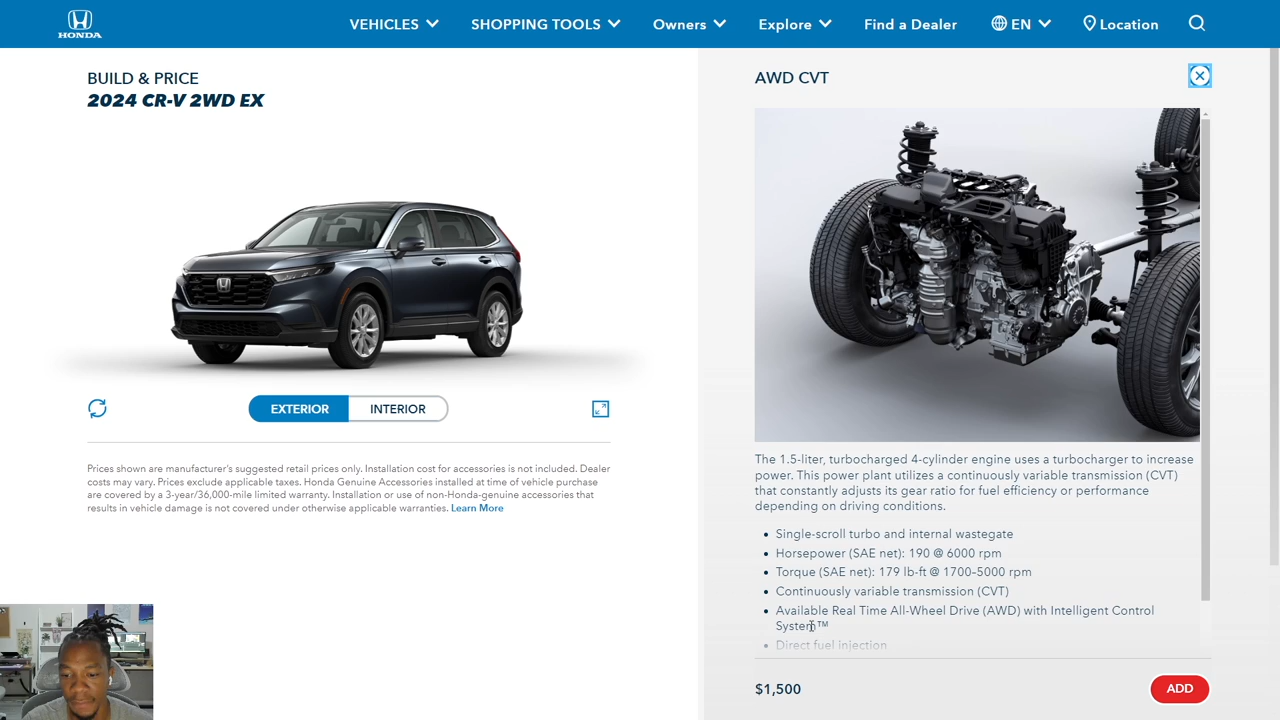 HONDA
VEHICLES
SHOPPING TOOLS
Owners
Explore
Find a Dealer
EN
Location
BUILD & PRICE
2024 CR-V 2WD EX
EXTERIOR
INTERIOR
Prices shown are manufacturer's suggested retail prices only. Installation cost for accessories is not included. Dealer
costs may vary. Prices exclude applicable taxes. Honda Genuine Accessories installed at time of vehicle purchase
are covered by a 3-year/36,000-mile limited warranty. Installation or use of non-Honda-genuine accessories that
results in vehicle damage is not covered under otherwise applicable warranties. Learn More
AWD CVT
The 1.5-liter, turbocharged 4-cylinder engine uses a turbocharger to increase
power. This power plant utilizes a continuously variable transmission (CVT)
that constantly adjusts its gear ratio for fuel efficiency or performance
depending on driving conditions.
• Single-scroll turbo and internal wastegate
• Horsepower (SAE net): 190 @ 6000 rpm
• Torque (SAE net): 179 lb-ft @ 1700–5000 rpm
• Continuously variable transmission (CVT)
• Available Real Time All-Wheel Drive (AWD) with Intelligent Control
System™
• Direct fuel injection
$1,500
ADD